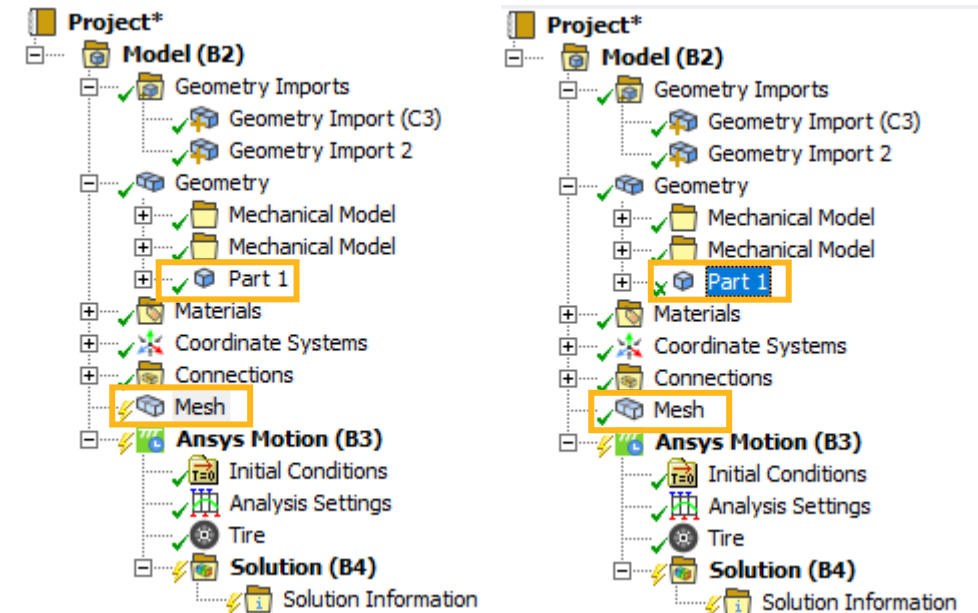 Project*
Model (B2)
Geometry Imports
Geometry Import (C3)
Geometry Import 2
Geometry
Mechanical Model
Mechanical Model
Part 1
Materials
Coordinate Systems
Connections
Mesh
Ansys Motion (B3)
T=0
Initial Conditions
Analysis Settings
Tire
Solution (B4)
Solution Information
Project*
Model (B2)
Geometry Imports
Geometry Import (C3)
Geometry Import 2
Geometry
Mechanical Model
Mechanical Model
Part 1
Materials
Coordinate Systems
Connections
Mesh
Ansys Motion (B3)
T=0
Initial Conditions
Analysis Settings
Tire
Solution (B4)
Solution Information